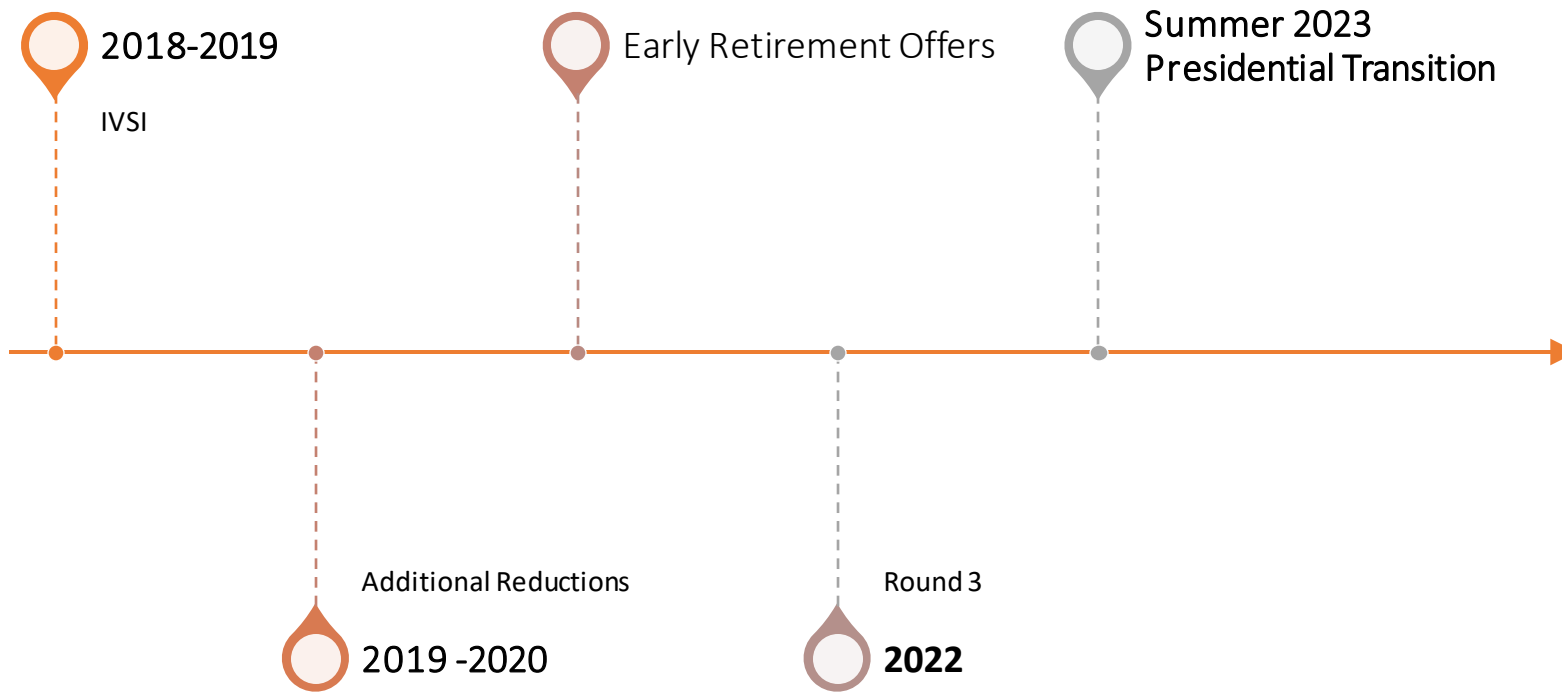 2018-2019
IVSI
Early Retirement Offers
Summer 2023
Presidential Transition
Additional Reductions
2019 -2020
Round 3
2022